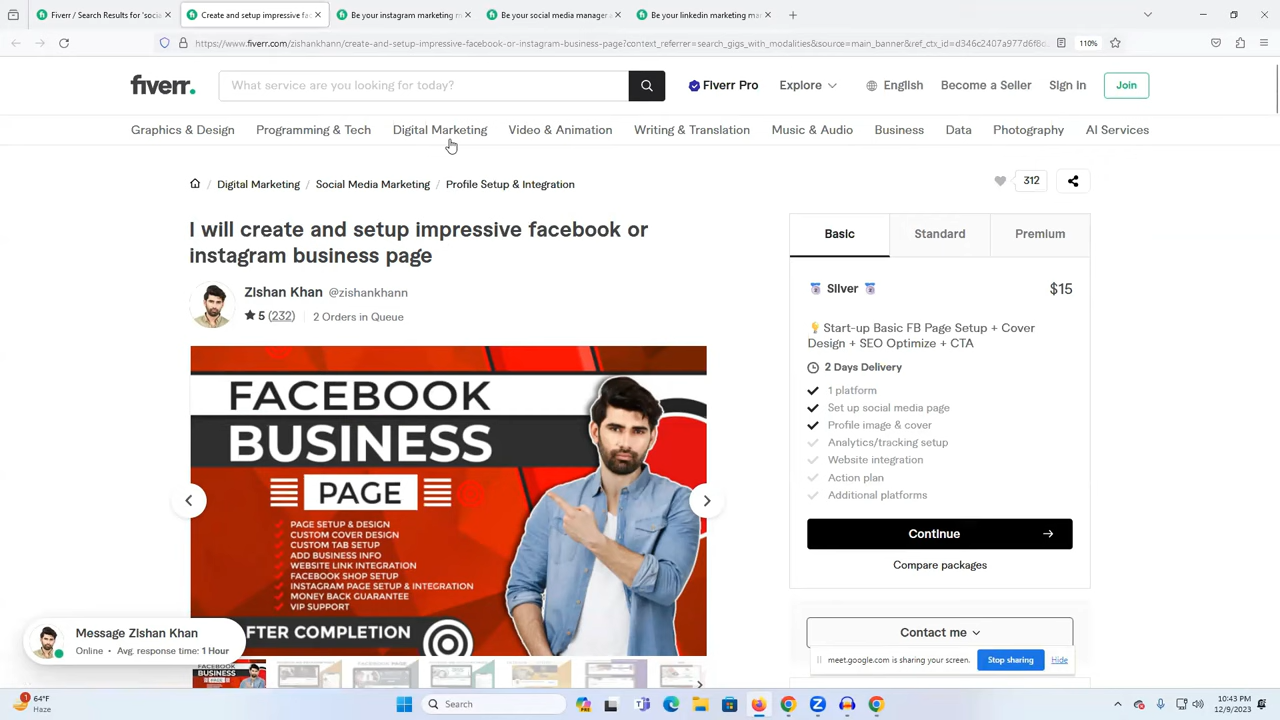 Fiverr / Search Results for 'soci
Create and setup impressive fa
Be your instagram marketing m
Be your social media manager
Be your linkedin marketing ma
https://www.fiverr.com/zishankhann/create-and-setup-impressive-facebook-or-instagram-business-page?context_referrer=search_gigs_with_modalities&source=main_banner&ref_ctx_id=d346c2407a977d6f8c
110%
fiverr.
What service are you looking for today?
Fiverr Pro
Explore
English
Become a Seller
Sign In
Join
Graphics & Design
Programming & Tech
Digital Marketing
Video & Animation
Writing & Translation
Music & Audio
Business
Data
Photography
AI Services
/ Digital Marketing / Social Media Marketing / Profile Setup & Integration
312
I will create and setup impressive facebook or
instagram business page
Zishan Khan @zishankhann
5 (232)
2 Orders in Queue
FACEBOOK
BUSINESS
PAGE
PAGE SETUP & DESIGN
CUSTOM COVER DESIGN
CUSTOM TAB SETUP
ADD BUSINESS INFO
WEBSITE LINK INTEGRATION
FACEBOOK SHOP SETUP
INSTAGRAM PAGE SETUP & INTEGRATION
MONEY BACK GUARANTEE
VIP SUPPORT
FTER COMPLETION
Basic
Standard
Premium
Silver
$15
Start-up Basic FB Page Setup + Cover
Design + SEO Optimize + CTA
2 Days Delivery
1 platform
Set up social media page
Profile image & cover
Analytics/tracking setup
Website integration
Action plan
Additional platforms
Continue
Compare packages
Contact me
Message Zishan Khan
Online • Avg. response time: 1 Hour
FACEBOOK
BUSINESS
meet.google.com is sharing your screen.
Stop sharing
Hide
64°F
Haze
Search
10:43 PM
12/9/2023